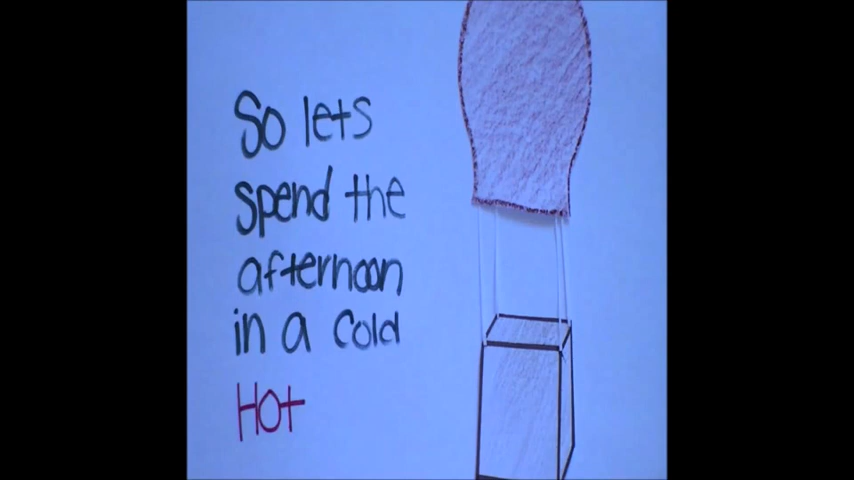 So lets
spend the
afternoon
in a cold
Hot